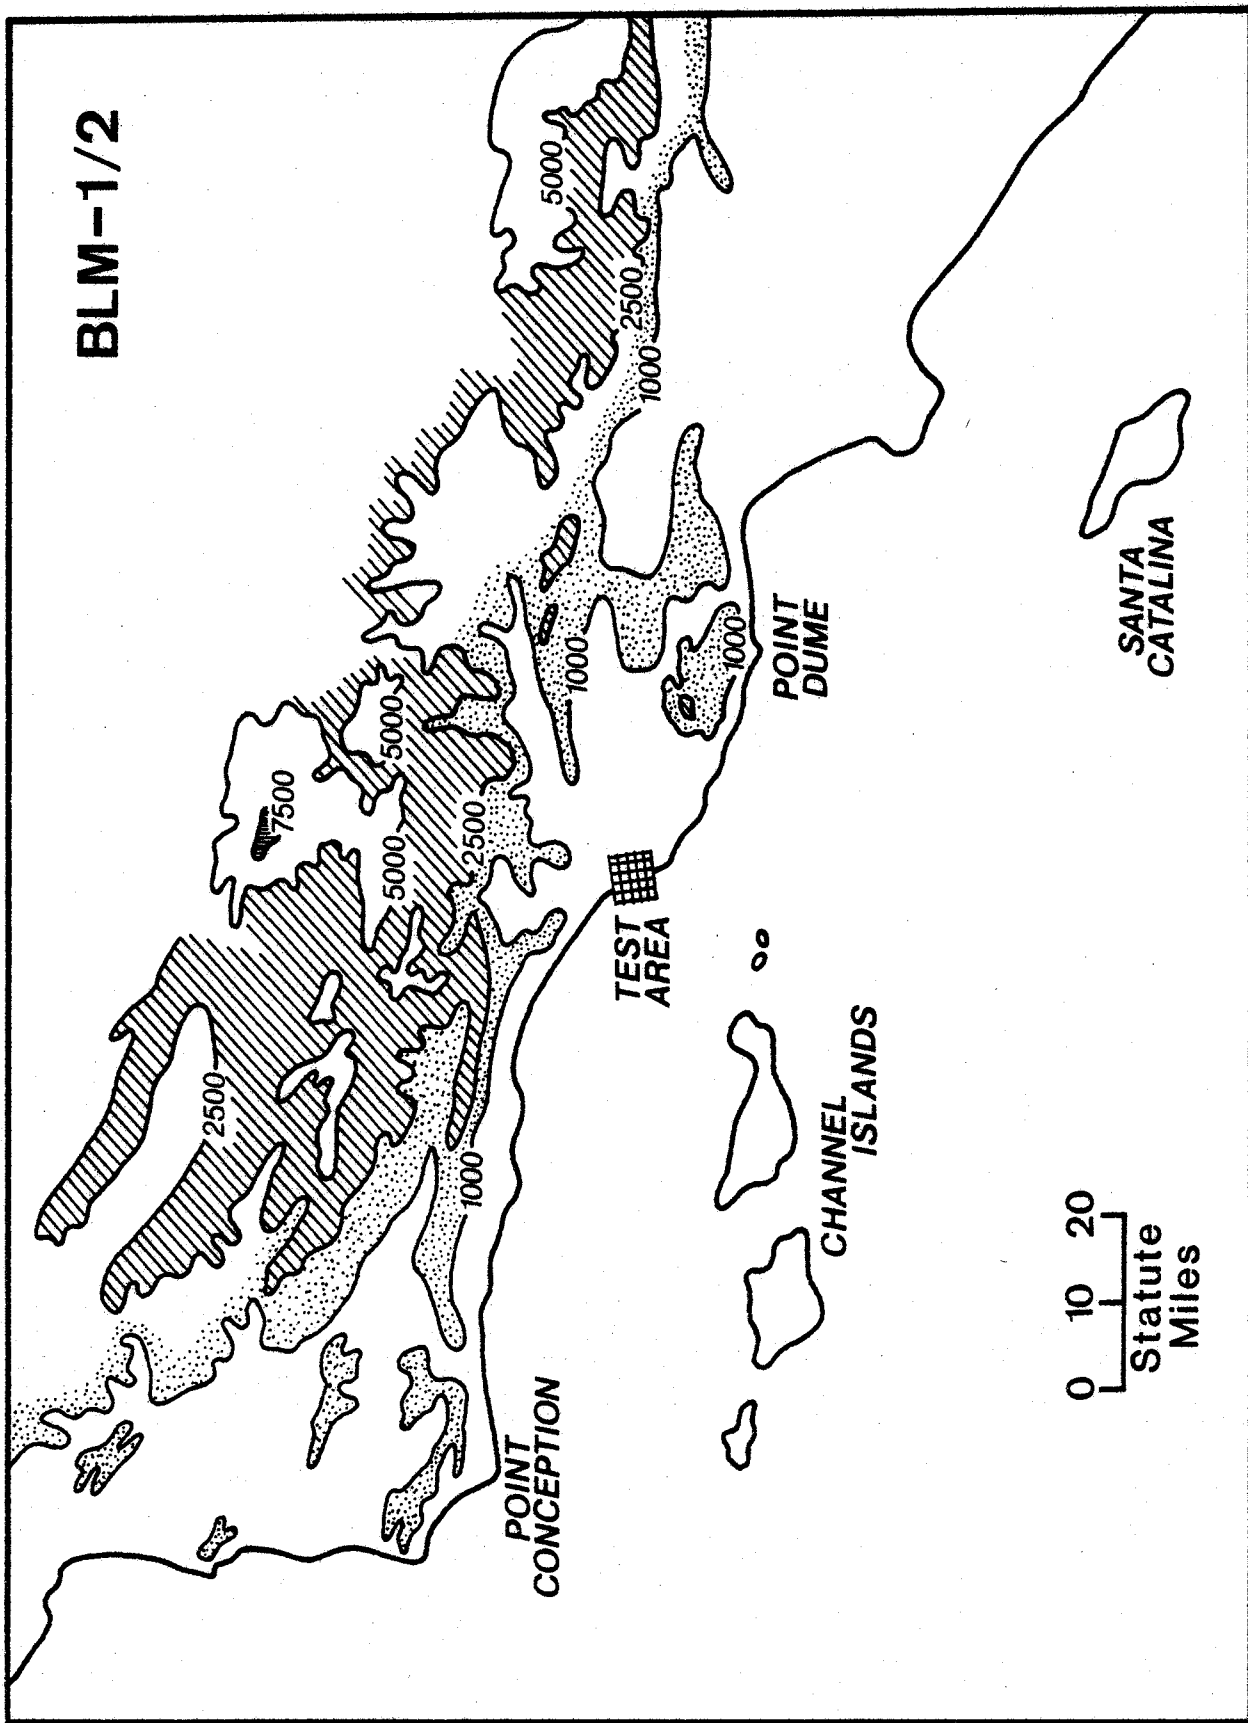 BLM-1/2
2500
7500
5000
5000
1000
2500
5000
POINT
CONCEPTION
1000
2500
1000
TEST
AREA
1000
POINT
DUME
CHANNEL
ISLANDS
SANTA
CATALINA
0 10 20
Statute
Miles